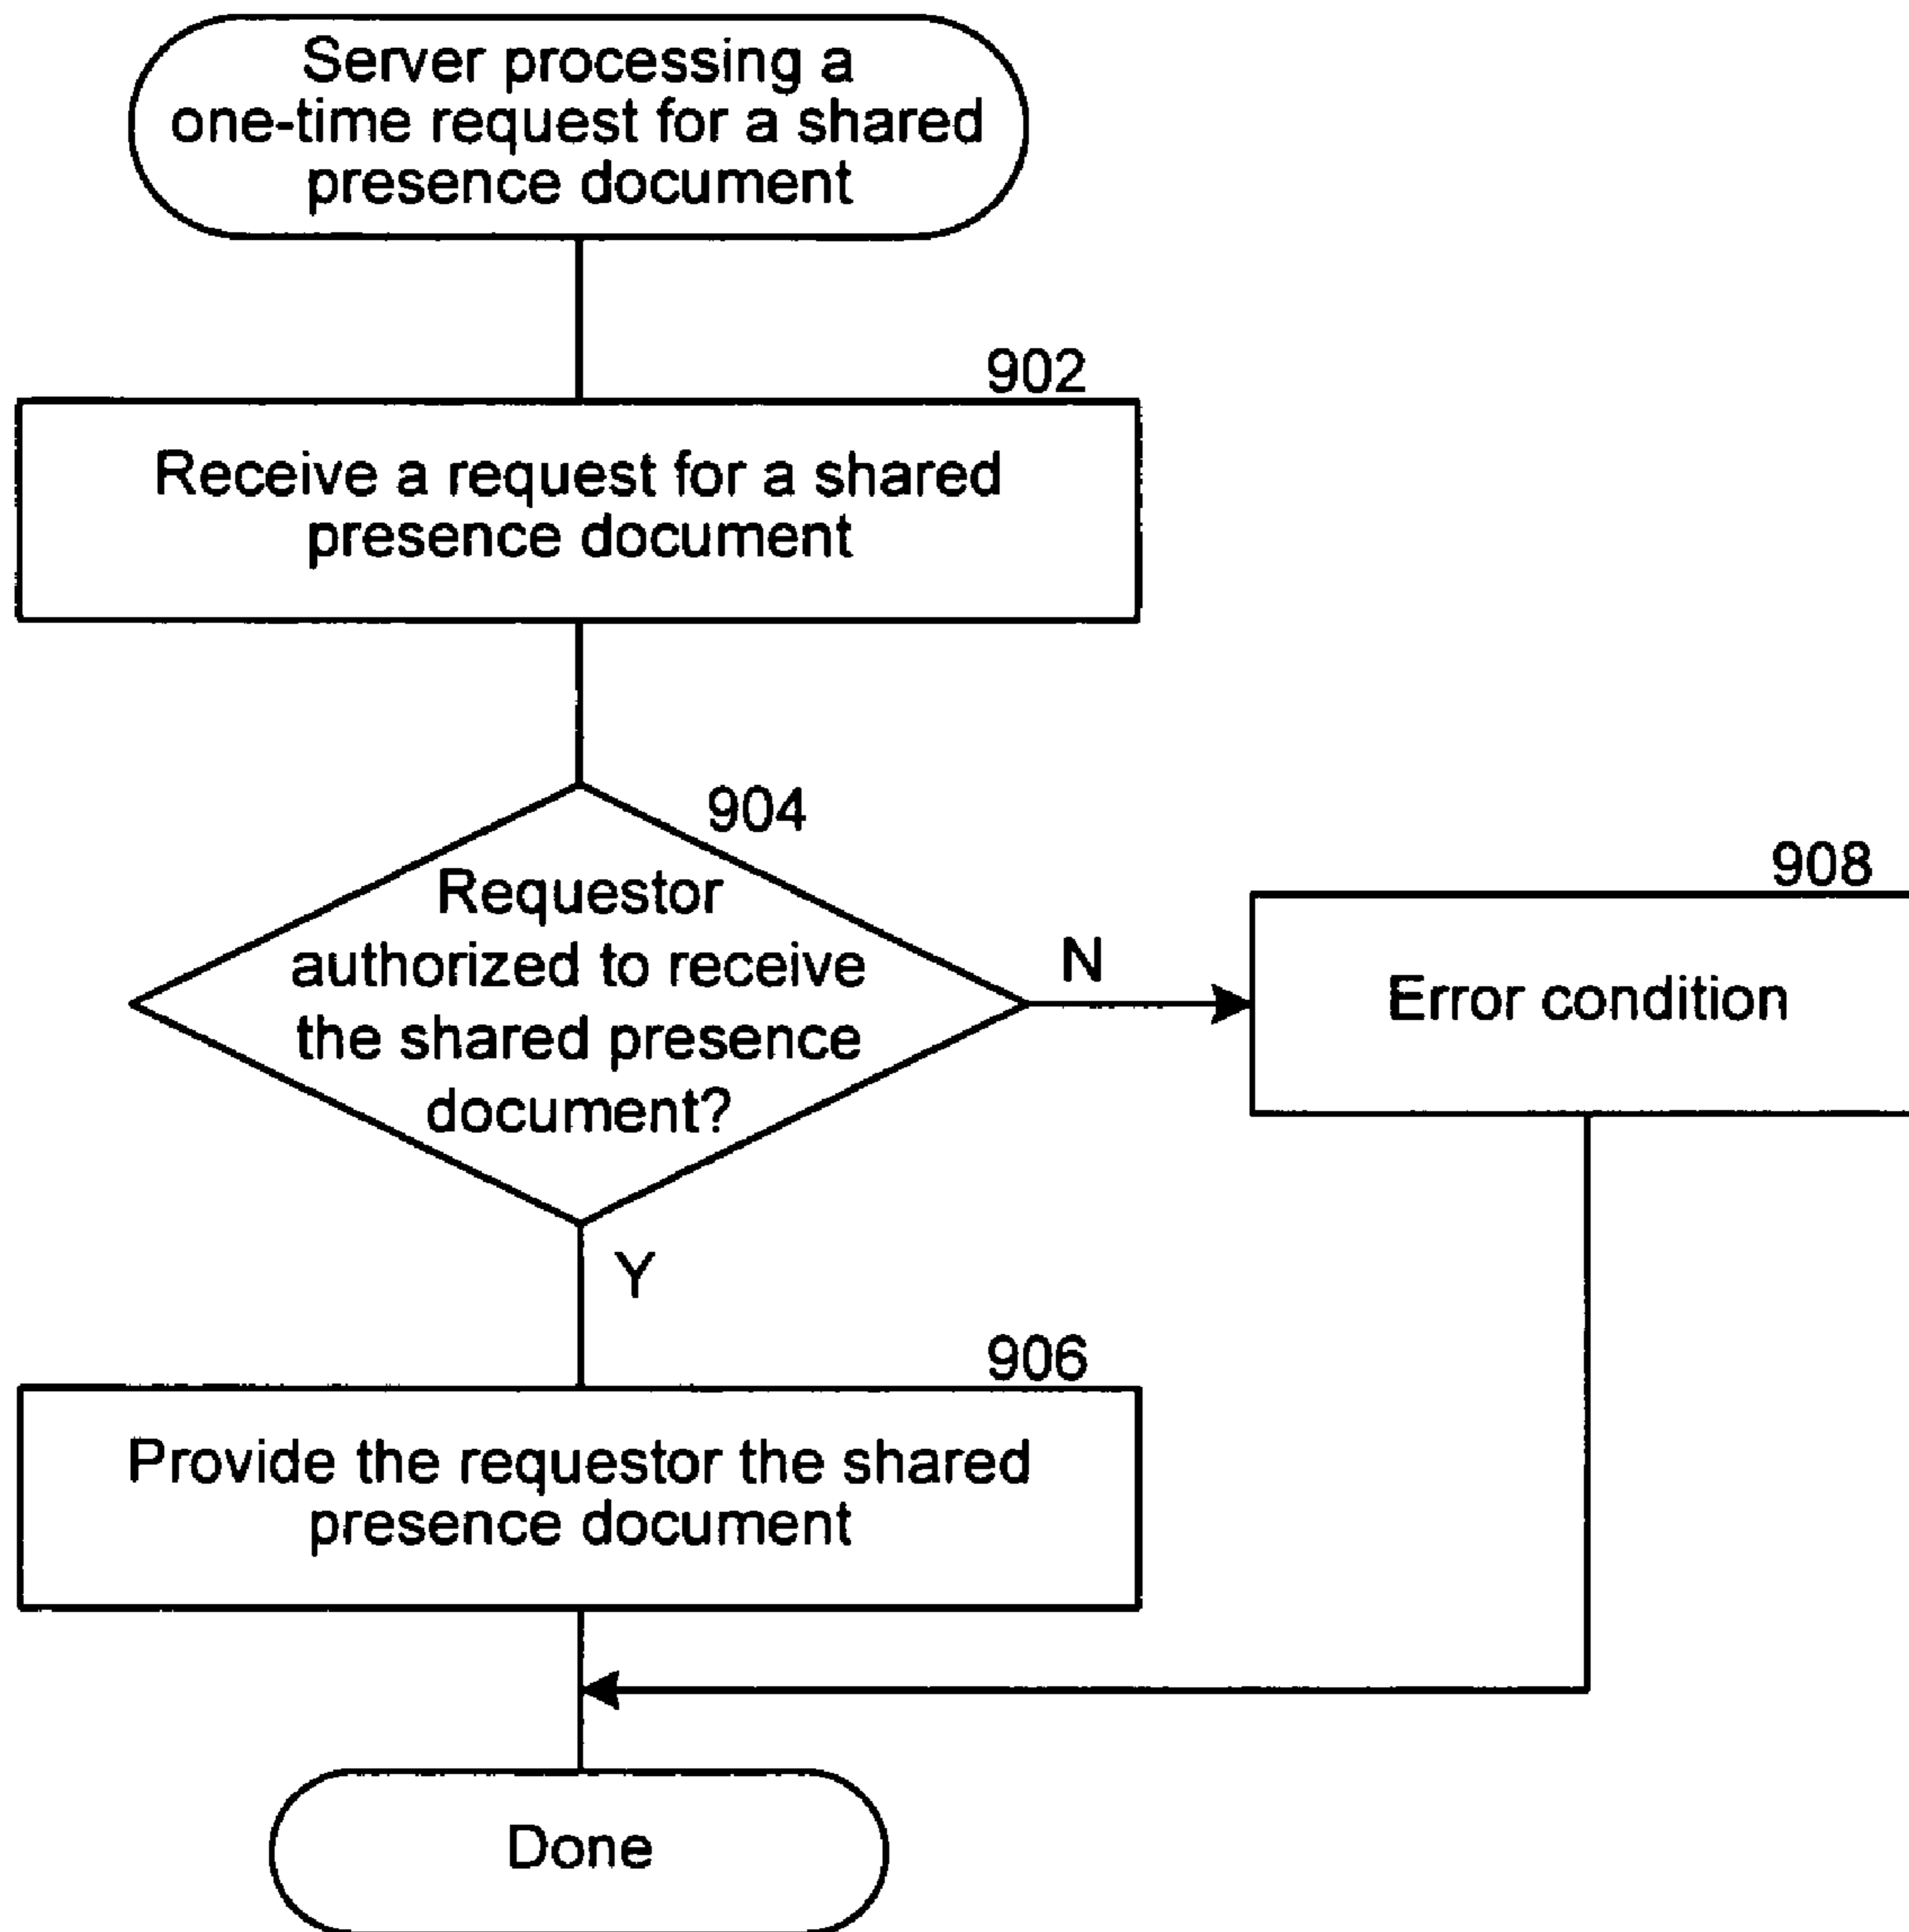 Server processing a
one-time request for a shared
presence document
902
Receive a request for a shared
presence document
904
Requestor
authorized to receive
the shared presence
document?
N
908
Error condition
Y
906
Provide the requestor the shared
presence document
Done